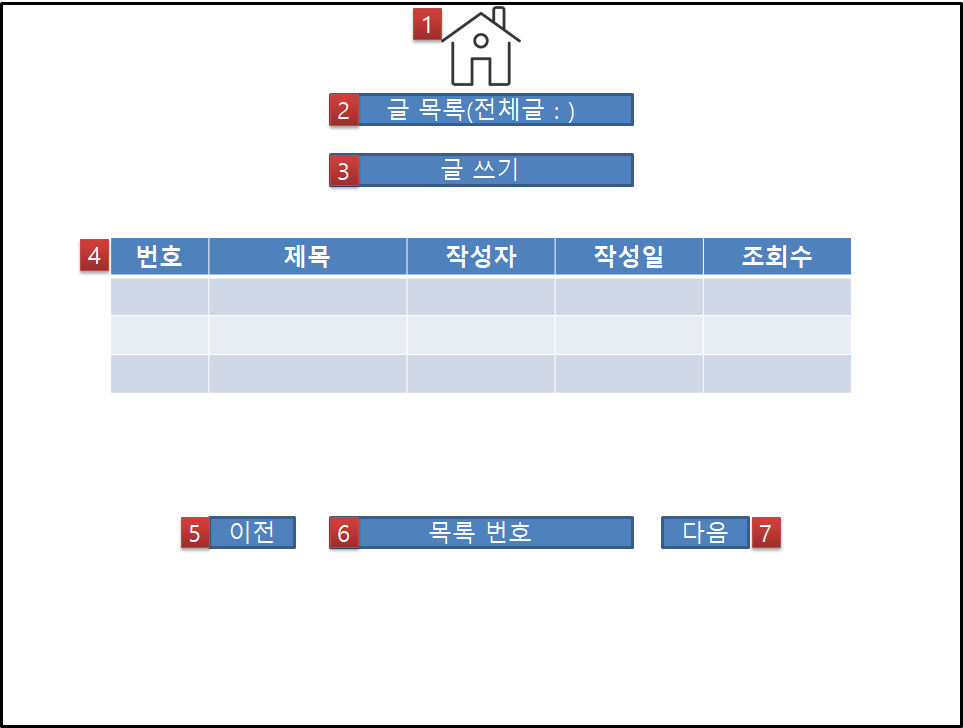 1
2 글 목록(전체글 : )
3 글 쓰기
4 번호 제목 작성자 작성일 조회수
5 이전 6 목록 번호 다음 7